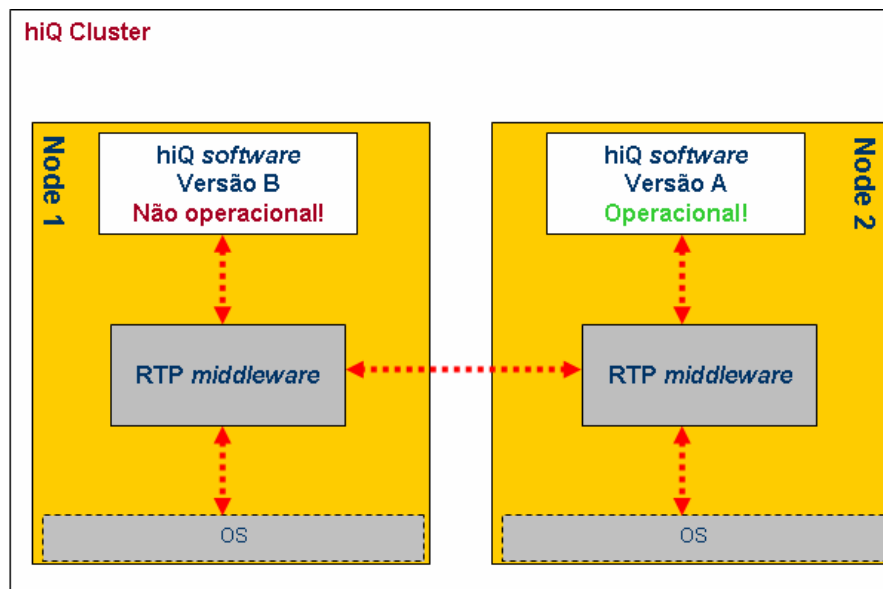 hiQ Cluster
Node 1
hiQ software
Versão B
Não operacional!
RTP middleware
OS
Node 2
hiQ software
Versão A
Operacional!
RTP middleware
OS